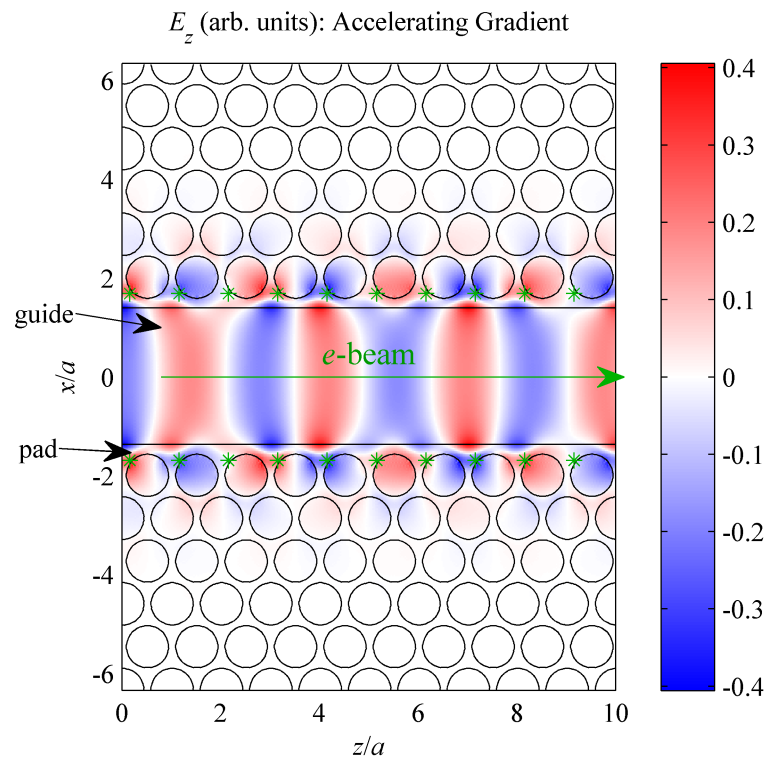 E_z (arb. units): Accelerating Gradient
6
4
2
0
-2
-4
-6
x/a
guide
pad
e-beam
0 2 4 6 8 10
z/a
0.4
0.3
0.2
0.1
0
-0.1
-0.2
-0.3
-0.4